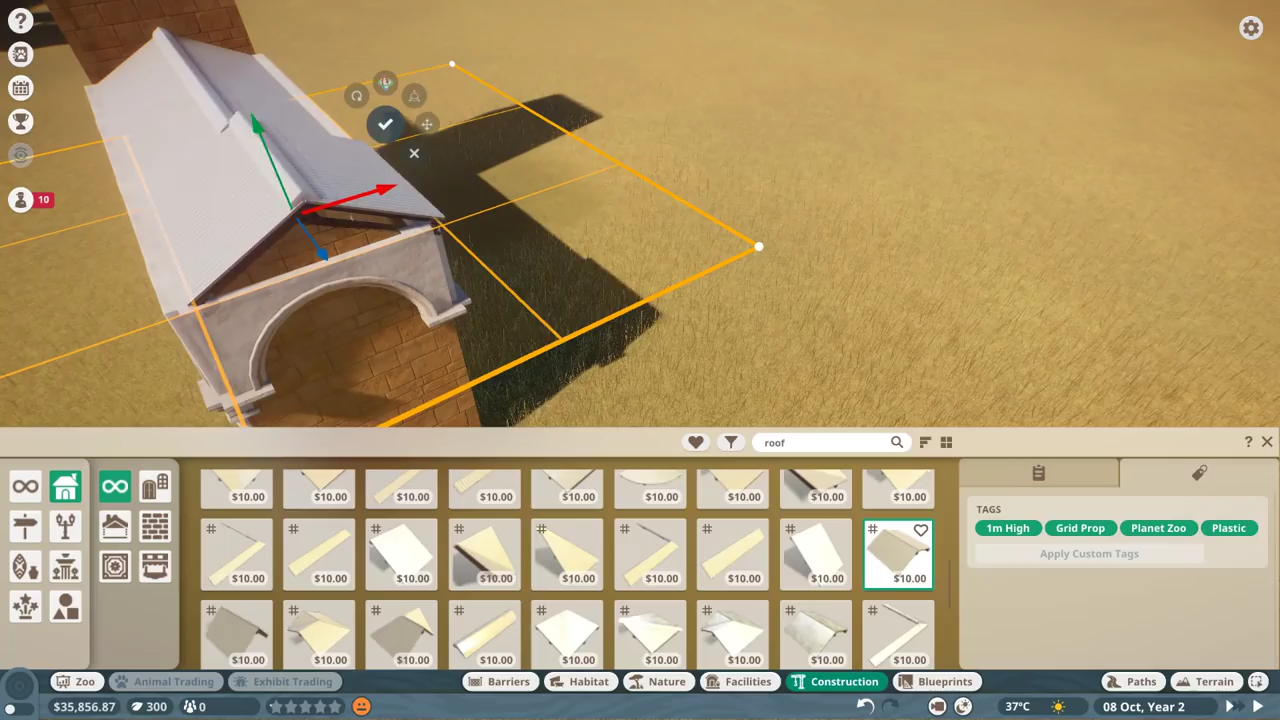 ?
10
roof
?
$10.00 $10.00 $10.00 $10.00 $10.00 $10.00 $10.00 $10.00 $10.00
$10.00 $10.00 $10.00 $10.00 $10.00 $10.00 $10.00 $10.00 $10.00
$10.00 $10.00 $10.00 $10.00 $10.00 $10.00 $10.00 $10.00 $10.00
TAGS
1m High Grid Prop Planet Zoo Plastic
Apply Custom Tags
Zoo Animal Trading Exhibit Trading Barriers Habitat Nature Facilities Construction Blueprints Paths Terrain
$35,856.87 300 0 37°C 08 Oct, Year 2